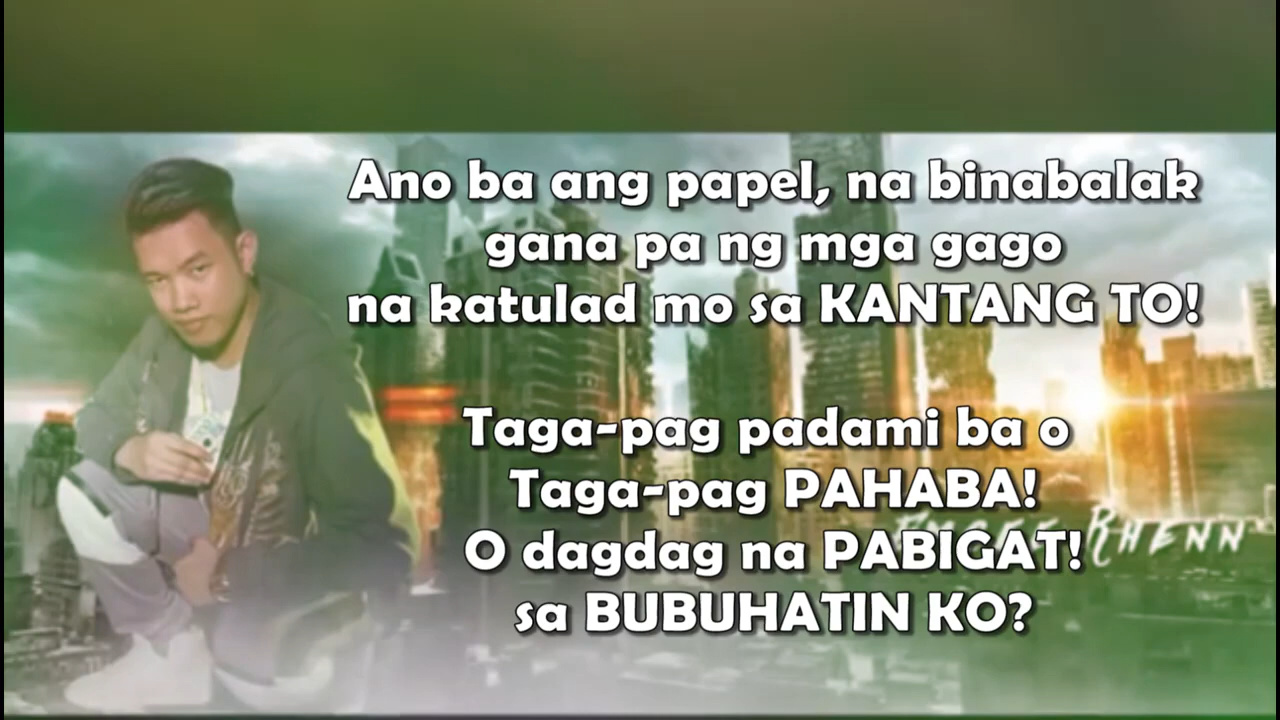 Ano ba ang papel, na binabalak
gana pa ng mga gago
na katulad mo sa KANTANG TO!
Taga-pag padami ba o
Taga-pag PAHABA!
O dagdag na PABIGAT!
RHENN
sa BUBUHATIN KO?